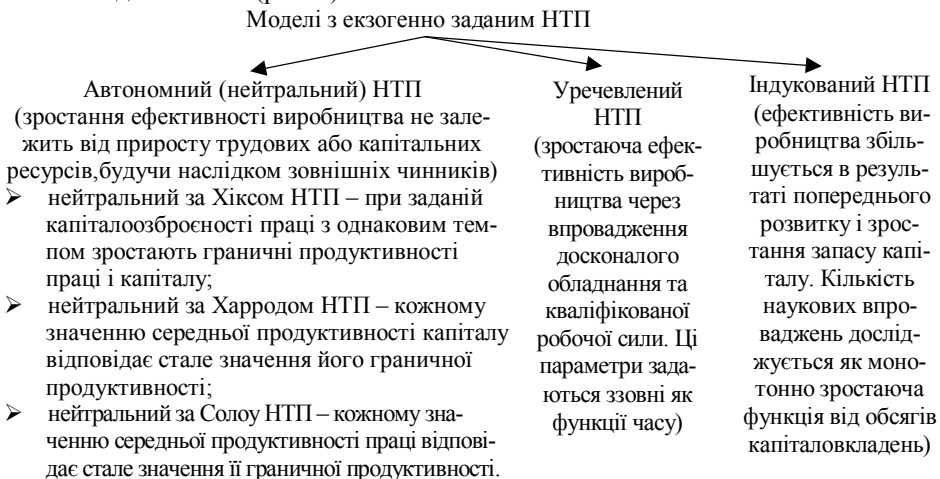 Моделі з екзогенно заданим НТП
Автономний (нейтральний) НТП
(зростання ефективності виробництва не зале-
жить від приросту трудових або капітальних
ресурсів,будучи наслідком зовнішніх чинників)
➢ нейтральний за Хіксом НТП – при заданій
капіталоозброєності праці з однаковим тем-
пом зростають граничні продуктивності
праці і капіталу;
➢ нейтральний за Харродом НТП – кожному
значенню середньої продуктивності капіталу
відповідає стале значення його граничної
продуктивності;
➢ нейтральний за Солоу НТП – кожному зна-
ченню середньої продуктивності праці відпові-
дає стале значення її граничної продуктивності.
Уречевлений
НТП
(зростаюча ефек-
тивність вироб-
ництва через
впровадження
досконалого
обладнання та
кваліфікованої
робочої сили. Ці
параметри зада-
ються ззовні як
функції часу)
Індукований НТП
(ефективність ви-
робництва збіль-
шується в резуль-
таті попереднього
розвитку і зрос-
тання запасу капі-
талу. Кількість
наукових впро-
ваджень дослід-
жується як моно-
тонно зростаюча
функція від обсягів
капіталовкладень)